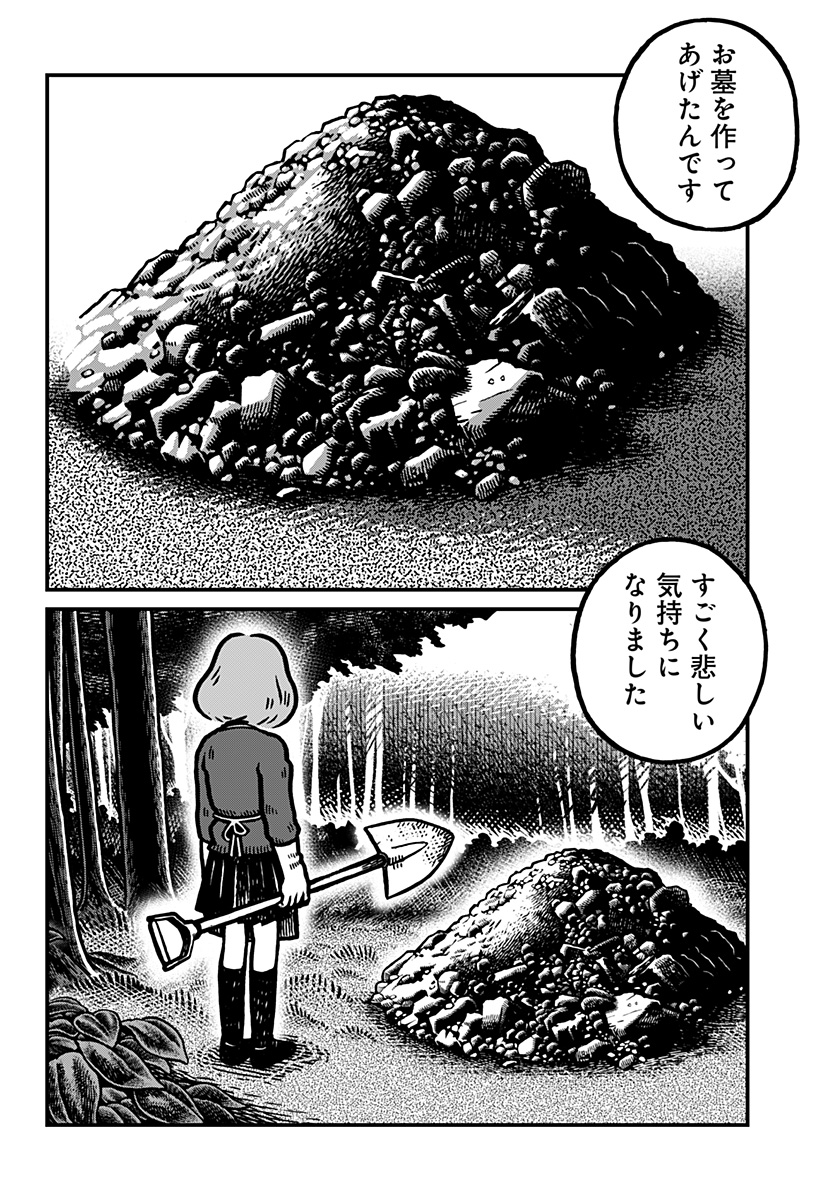 お墓を作って
あげたんです
すごく悲しい
気持ちに
なりました